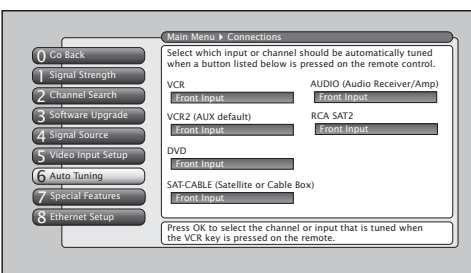 Main Menu ▸ Connections
0 Go Back
1 Signal Strength
2 Channel Search
3 Software Upgrade
4 Signal Source
5 Video Input Setup
6 Auto Tuning
7 Special Features
8 Ethernet Setup
Select which input or channel should be automatically tuned
when a button listed below is pressed on the remote control.
VCR
Front Input
VCR2 (AUX default)
Front Input
DVD
Front Input
SAT-CABLE (Satellite or Cable Box)
Front Input
AUDIO (Audio Receiver/Amp)
Front Input
RCA SAT2
Front Input
Press OK to select the channel or input that is tuned when
the VCR key is pressed on the remote.